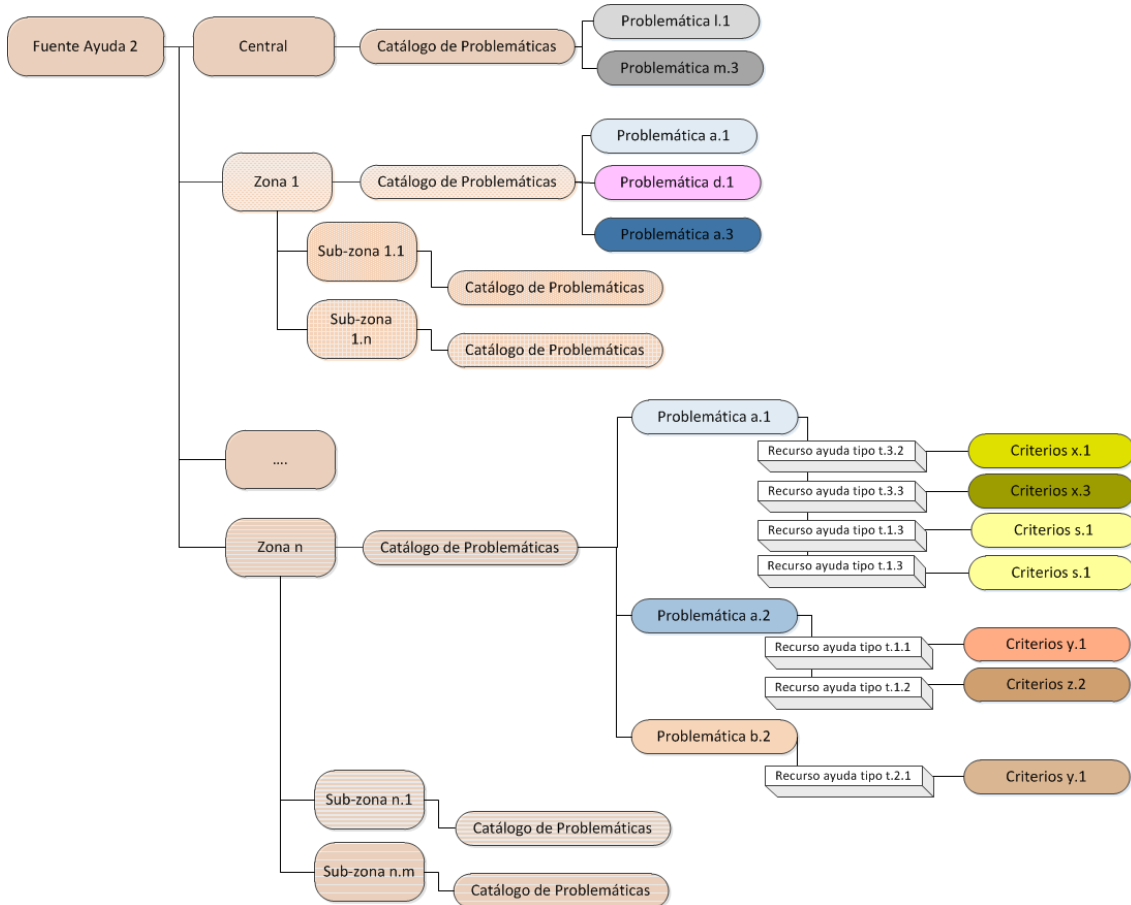 Fuente Ayuda 2
Central
Catálogo de Problemáticas
Problemática l.1
Problemática m.3
Zona 1
Catálogo de Problemáticas
Problemática a.1
Problemática d.1
Problemática a.3
Sub-zona 1.1
Catálogo de Problemáticas
Sub-zona
1.n
Catálogo de Problemáticas
....
Zona n
Catálogo de Problemáticas
Problemática a.1
Recurso ayuda tipo t.3.2
Criterios x.1
Recurso ayuda tipo t.3.3
Criterios x.3
Recurso ayuda tipo t.1.3
Criterios s.1
Recurso ayuda tipo t.1.3
Criterios s.1
Problemática a.2
Recurso ayuda tipo t.1.1
Criterios y.1
Recurso ayuda tipo t.1.2
Criterios z.2
Problemática b.2
Recurso ayuda tipo t.2.1
Criterios y.1
Sub-zona n.1
Catálogo de Problemáticas
Sub-zona n.m
Catálogo de Problemáticas